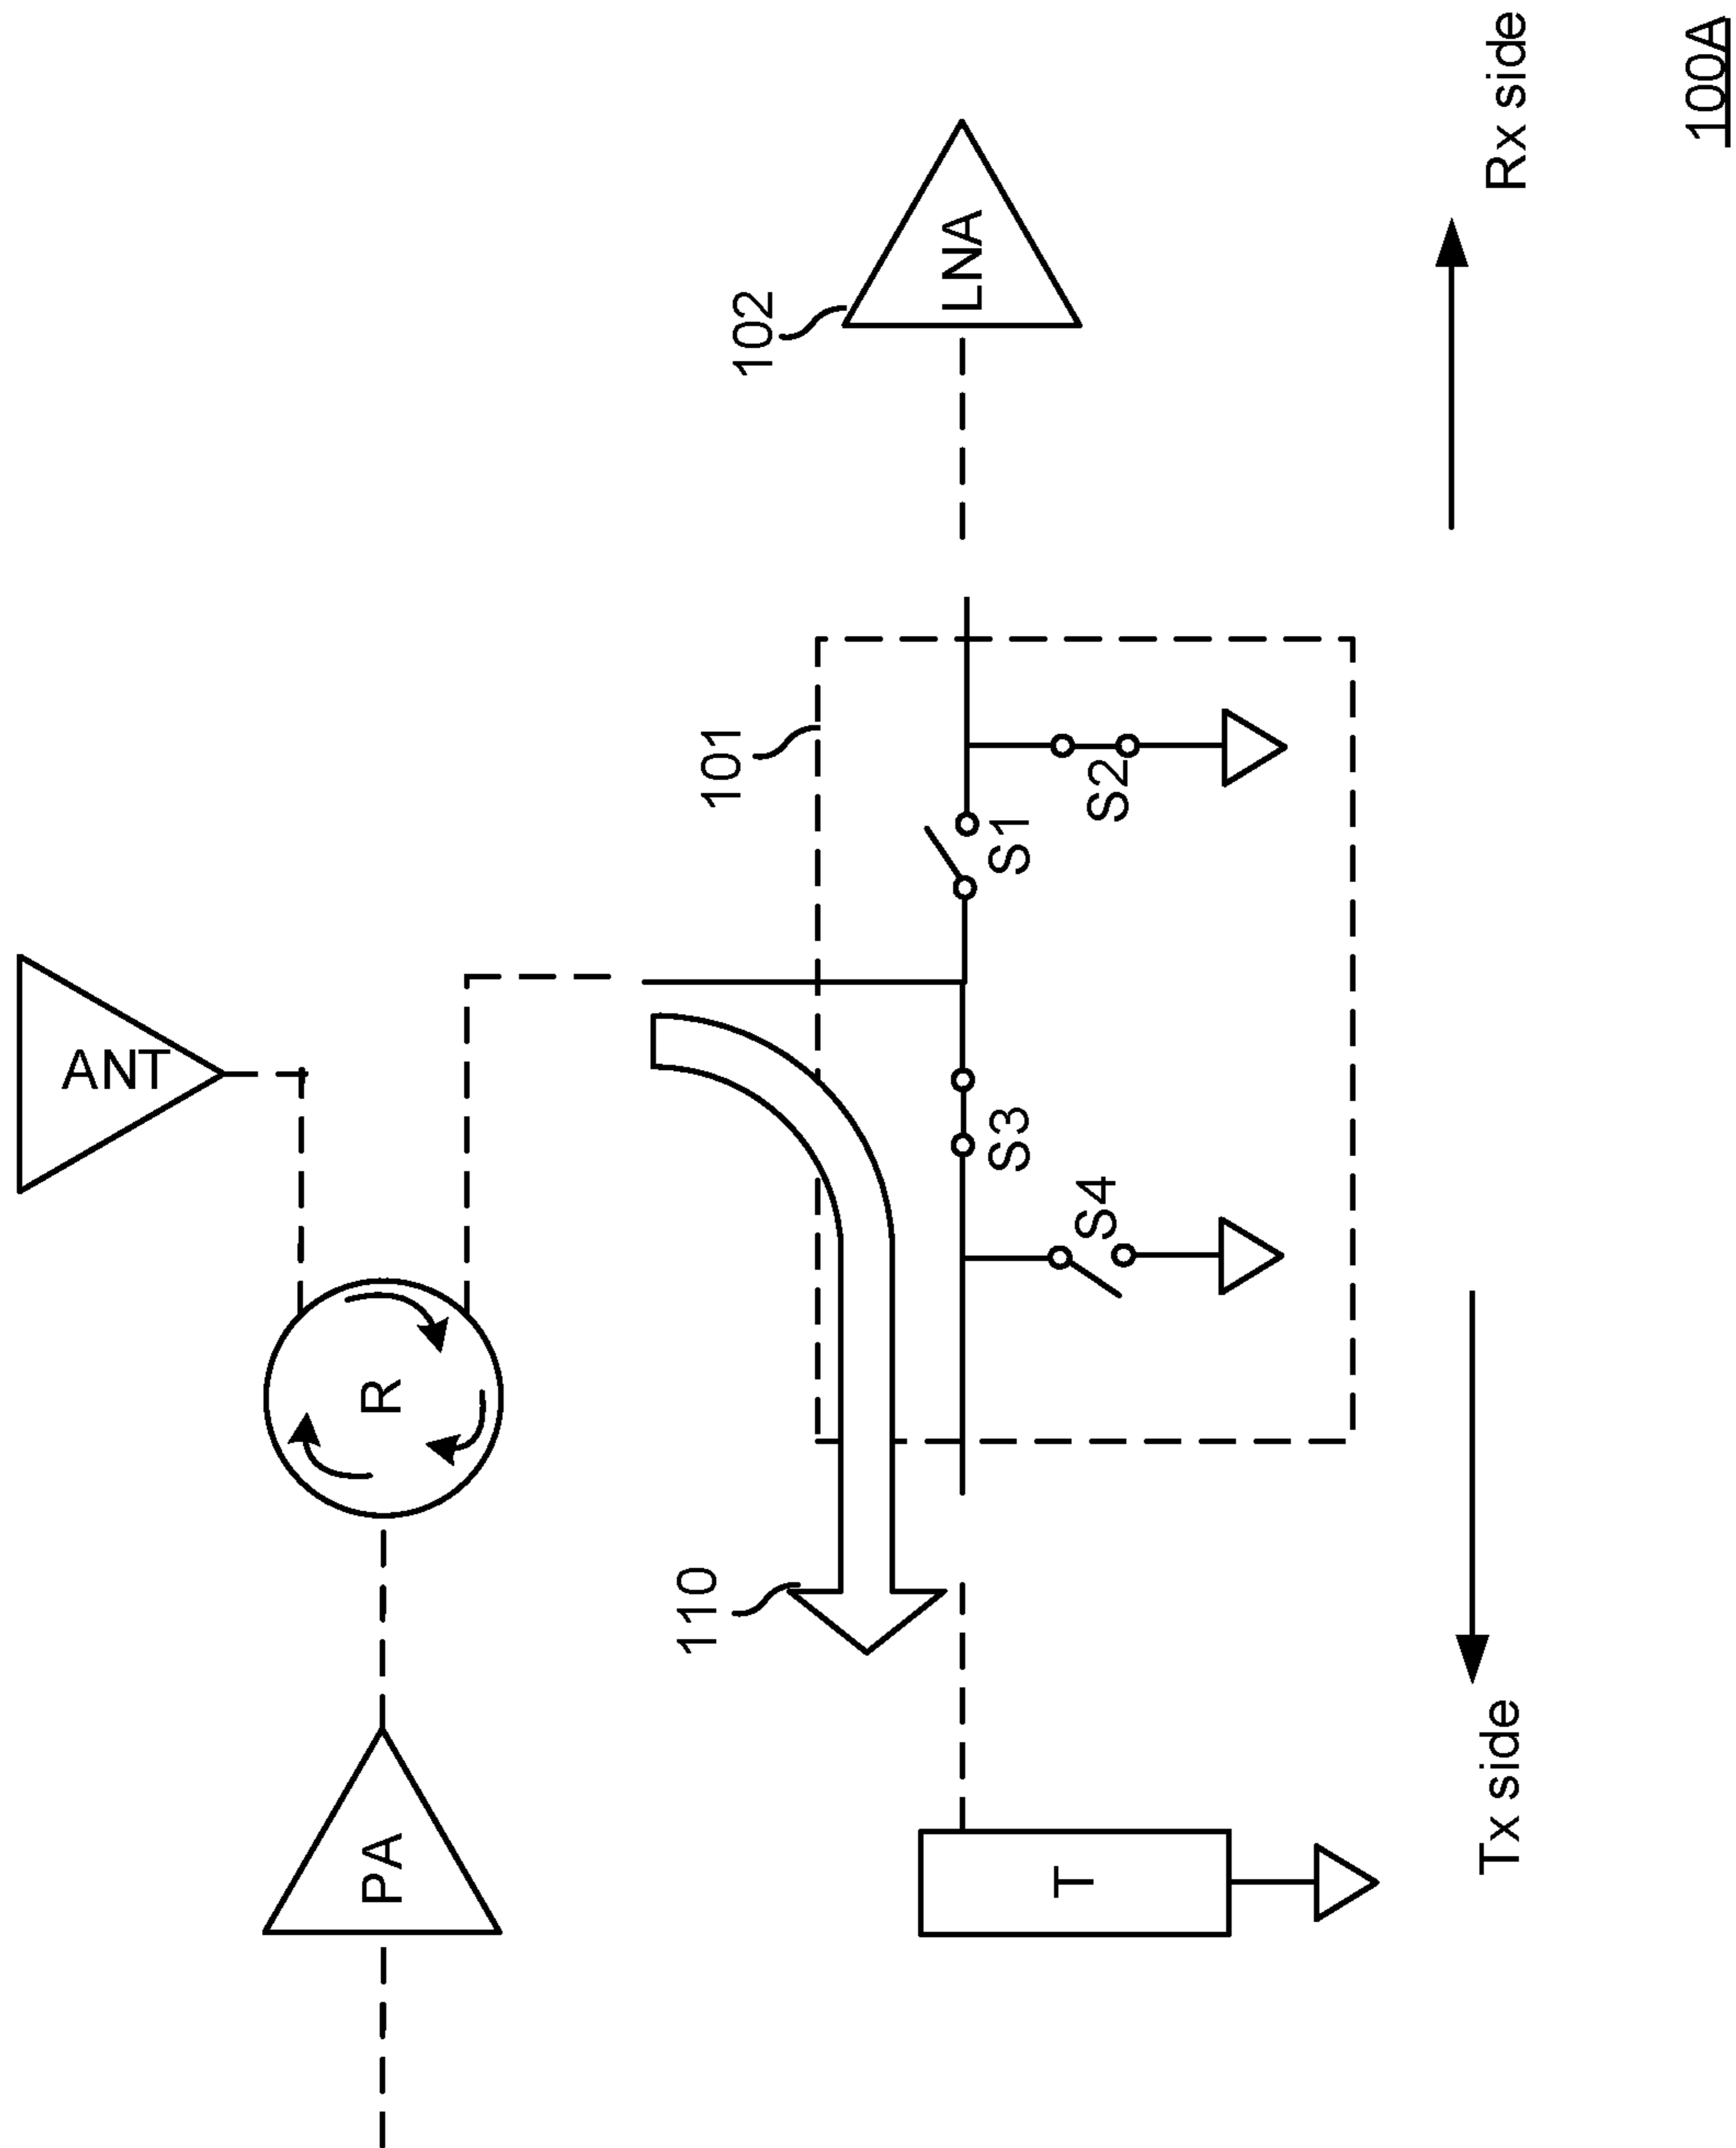 ANT
PA
R
110
101
102
LNA
S3
S1
S4
S2
T
Tx side
Rx side
100A